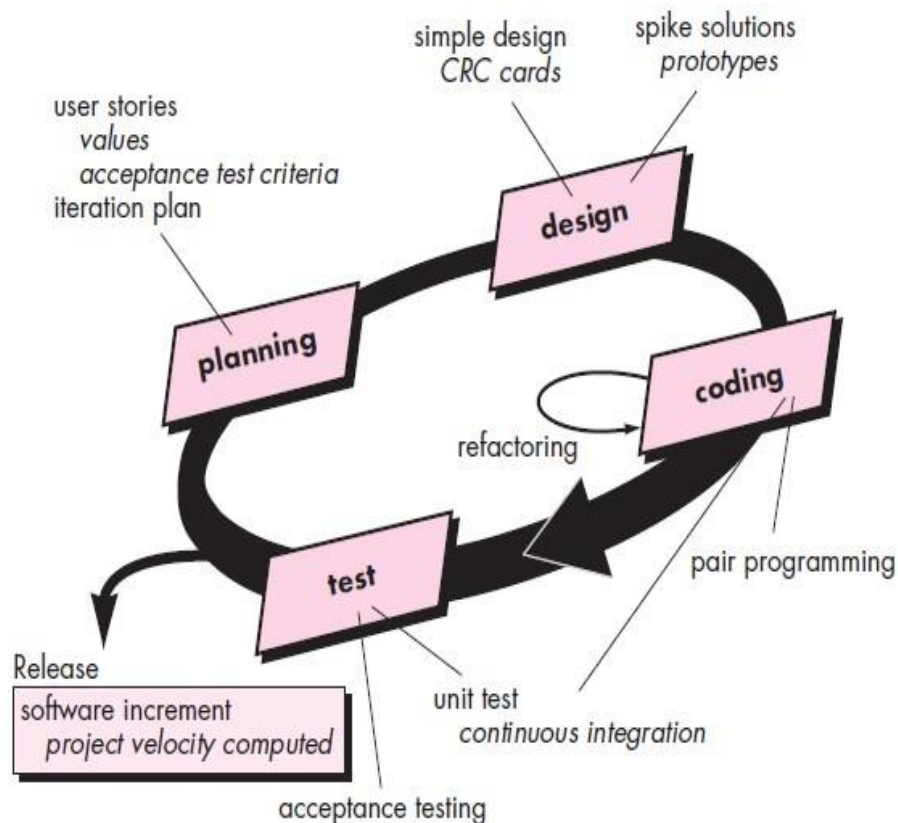 simple design
CRC cards
spike solutions
prototypes
user stories
values
acceptance test criteria
iteration plan
design
planning
coding
refactoring
test
pair programming
Release
software increment
project velocity computed
unit test
continuous integration
acceptance testing